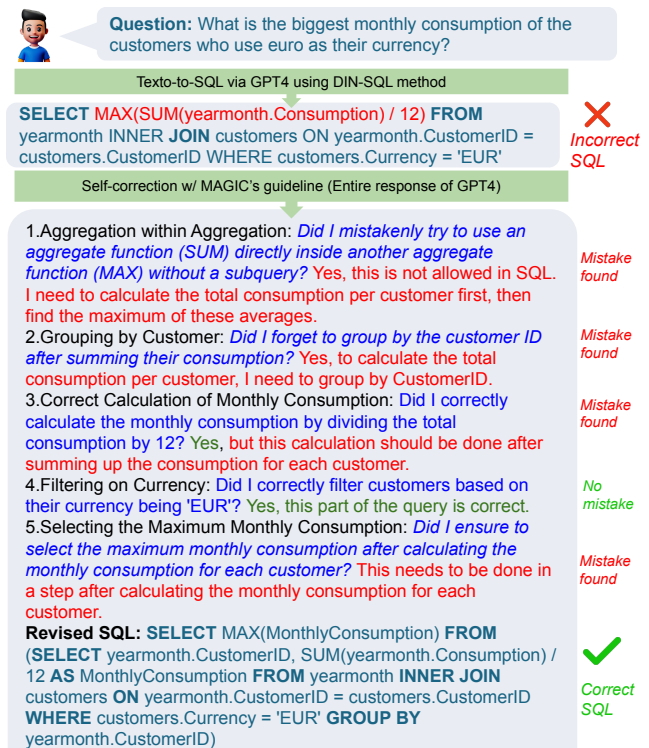 Question: What is the biggest monthly consumption of the
customers who use euro as their currency?
Texto-to-SQL via GPT4 using DIN-SQL method
SELECT MAX(SUM(yearmonth.Consumption) / 12) FROM
yearmonth INNER JOIN customers ON yearmonth.CustomerID =
customers.CustomerID WHERE customers.Currency = 'EUR'
Incorrect
SQL
Self-correction w/ MAGIC's guideline (Entire response of GPT4)
1.Aggregation within Aggregation: Did I mistakenly try to use an
aggregate function (SUM) directly inside another aggregate
function (MAX) without a subquery? Yes, this is not allowed in SQL.
I need to calculate the total consumption per customer first, then
find the maximum of these averages.
Mistake
found
2.Grouping by Customer: Did I forget to group by the customer ID
after summing their consumption? Yes, to calculate the total
consumption per customer, I need to group by CustomerID.
Mistake
found
3.Correct Calculation of Monthly Consumption: Did I correctly
calculate the monthly consumption by dividing the total
consumption by 12? Yes, but this calculation should be done after
summing up the consumption for each customer.
Mistake
found
4.Filtering on Currency: Did I correctly filter customers based on
their currency being 'EUR'? Yes, this part of the query is correct.
No
mistake
5.Selecting the Maximum Monthly Consumption: Did I ensure to
select the maximum monthly consumption after calculating the
monthly consumption for each customer? This needs to be done in
a step after calculating the monthly consumption for each
customer.
Mistake
found
Revised SQL: SELECT MAX(MonthlyConsumption) FROM
(SELECT yearmonth.CustomerID, SUM(yearmonth.Consumption) /
12 AS MonthlyConsumption FROM yearmonth INNER JOIN
customers ON yearmonth.CustomerID = customers.CustomerID
WHERE customers.Currency = 'EUR' GROUP BY
yearmonth.CustomerID)
Correct
SQL